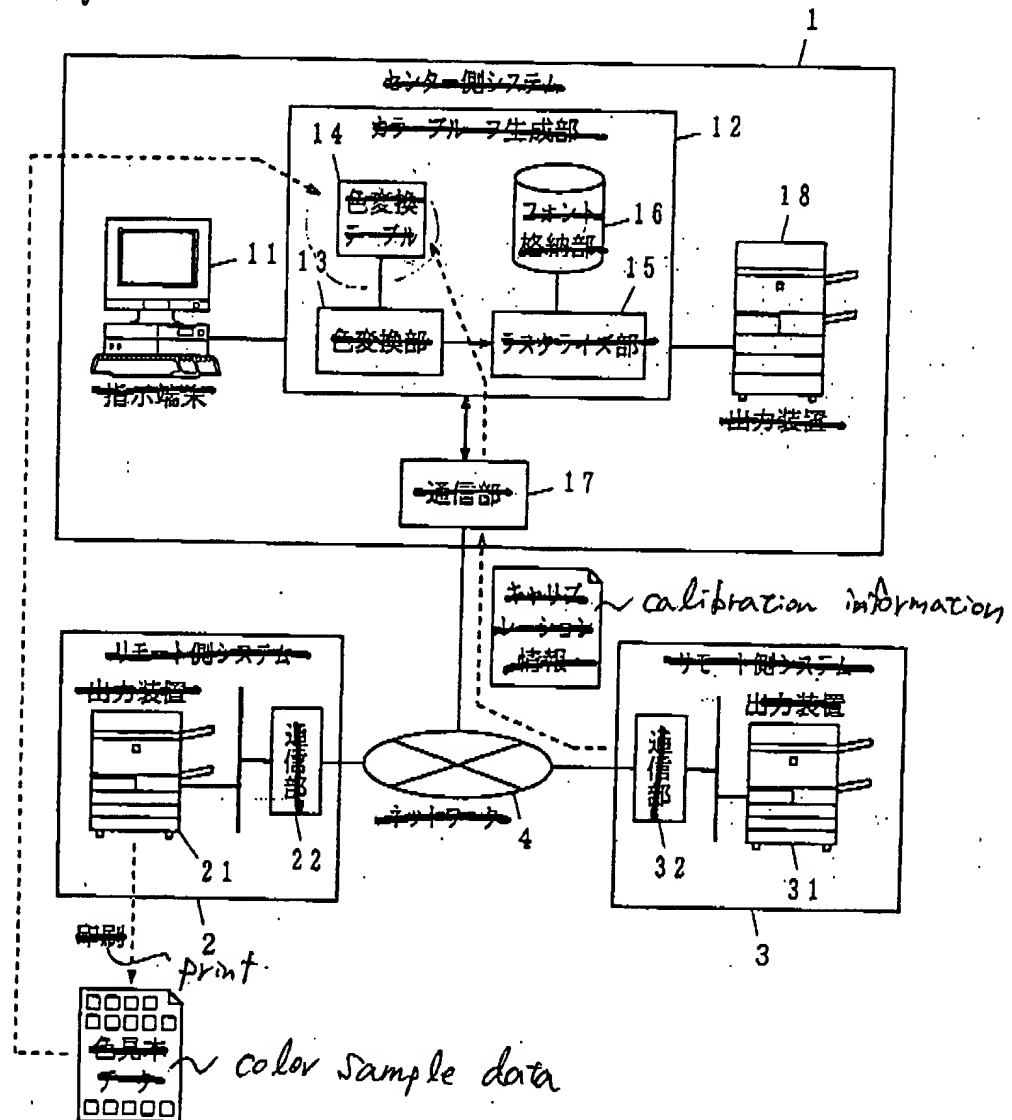 1
センター側システム
カラープルーフ生成部
12
14
色変換
テーブル
フォント
格納部
16
18
11
13
15
色変換部
ラスタライズ部
指示端末
出力装置
通信部
17
キャリブ
レーション
情報
calibration information
リモート側システム
出力装置
通信部
21
22
2
ネットワーク
4
リモート側システム
出力装置
通信部
32
31
3
印刷
print
色見本
データ
color sample data